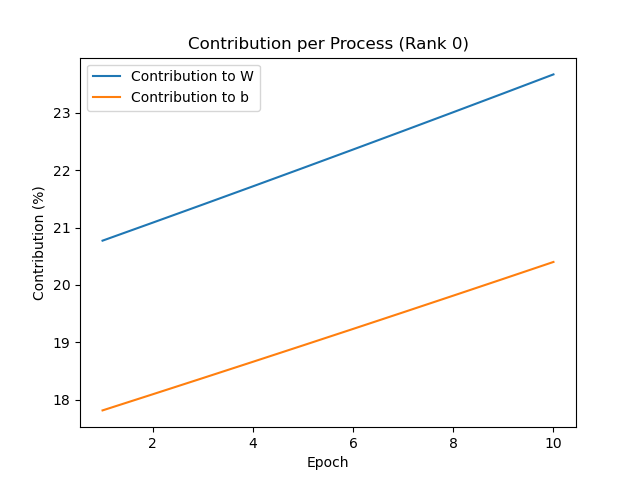 Contribution per Process (Rank 0)
Contribution to W
Contribution to b
Contribution (%)
23
22
21
20
19
18
2 4 6 8 10
Epoch